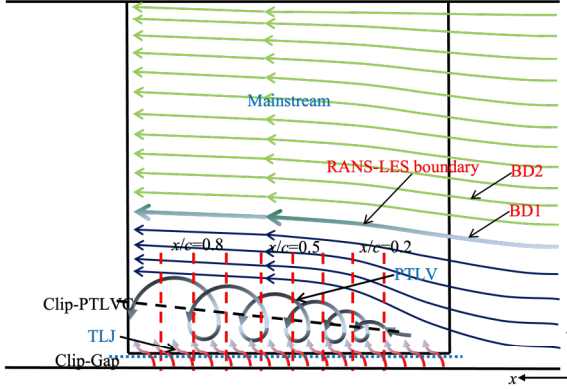 Mainstream
RANS-LES boundary
BD2
BD1
x/c=0.8
x/c=0.5
x/c=0.2
PTLV
Clip-PTLVC
TLJ
Clip-Gap
x